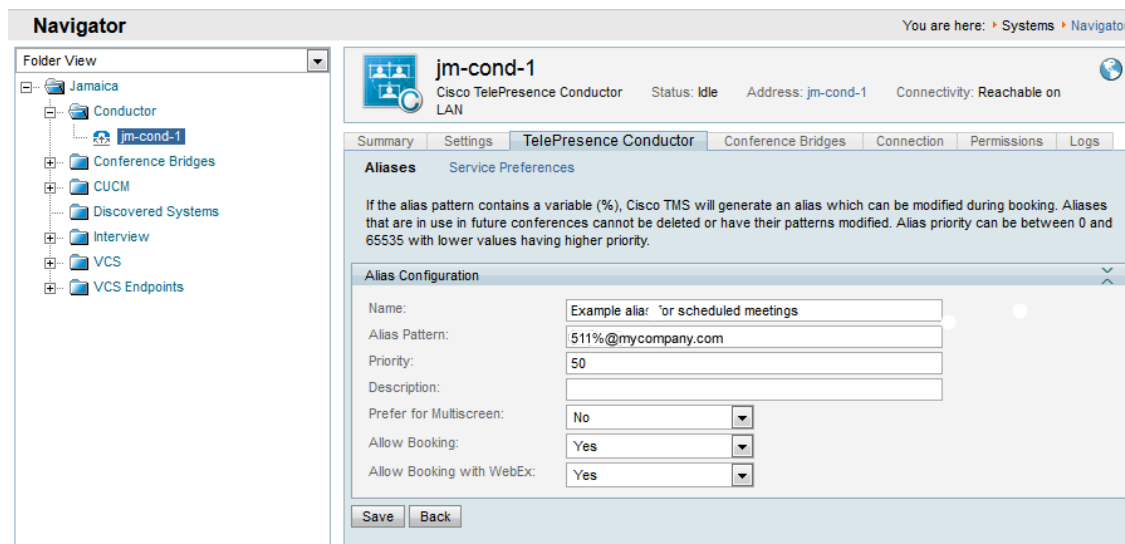 Navigator
You are here: Systems Navigator
Folder View
Jamaica
Conductor
jm-cond-1
Conference Bridges
CUCM
Discovered Systems
Interview
VCS
VCS Endpoints
jm-cond-1
Cisco TelePresence Conductor Status: Idle Address: jm-cond-1 Connectivity: Reachable on
LAN
Summary Settings TelePresence Conductor Conference Bridges Connection Permissions Logs
Aliases Service Preferences
If the alias pattern contains a variable (%), Cisco TMS will generate an alias which can be modified during booking. Aliases
that are in use in future conferences cannot be deleted or have their patterns modified. Alias priority can be between 0 and
65535 with lower values having higher priority.
Alias Configuration
Name: Example alias for scheduled meetings
Alias Pattern: 511%@mycompany.com
Priority: 50
Description:
Prefer for Multiscreen: No
Allow Booking: Yes
Allow Booking with WebEx: Yes
Save Back